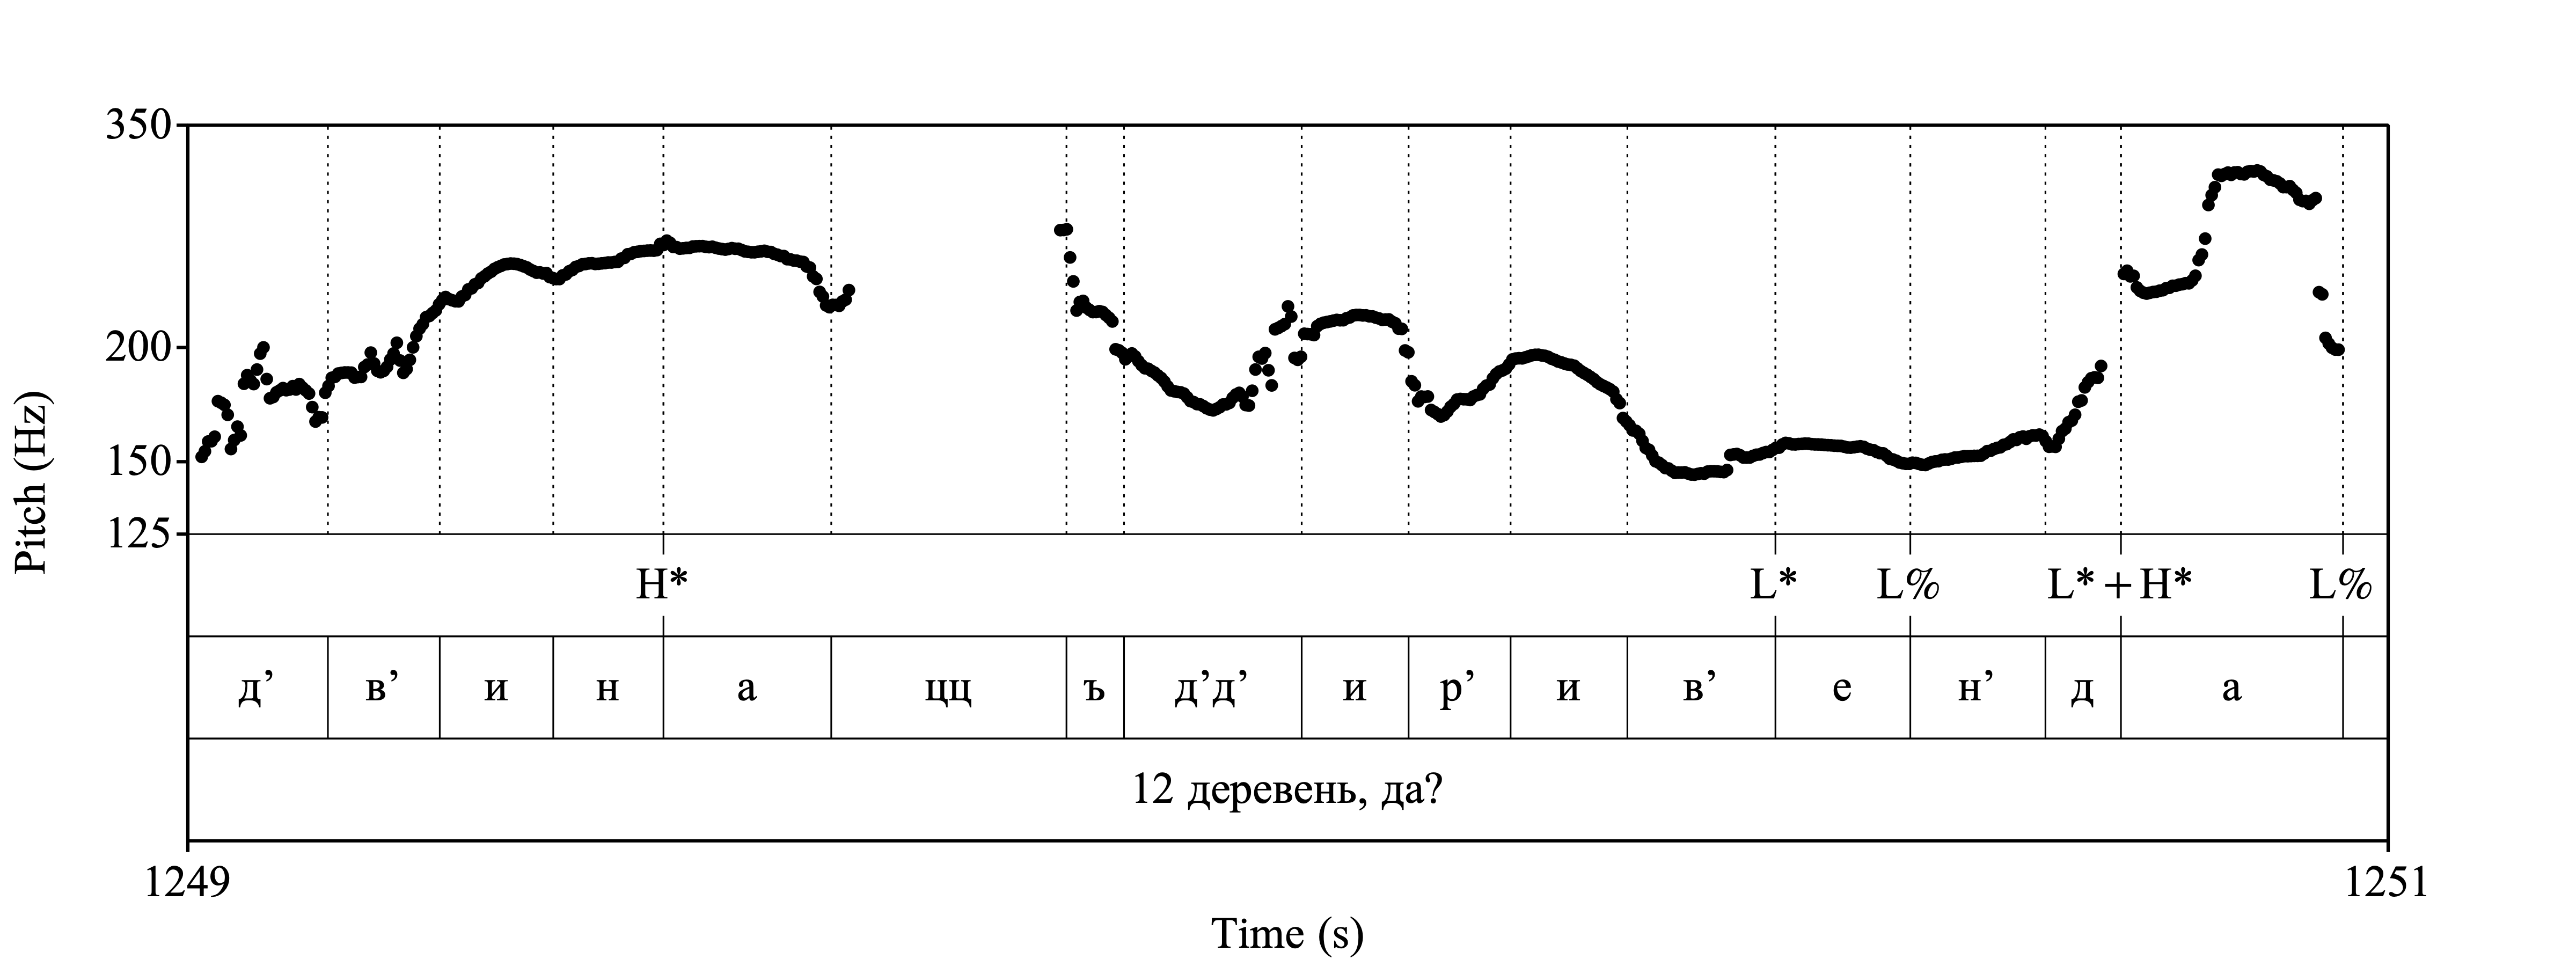 350
200
150
125
Pitch (Hz)
H* L* L% L*+H* L%
д’ в’ и н а цц ъ д’д’ и р’ и в’ е н’ д а
12 деревень, да?
1249 1251
Time (s)